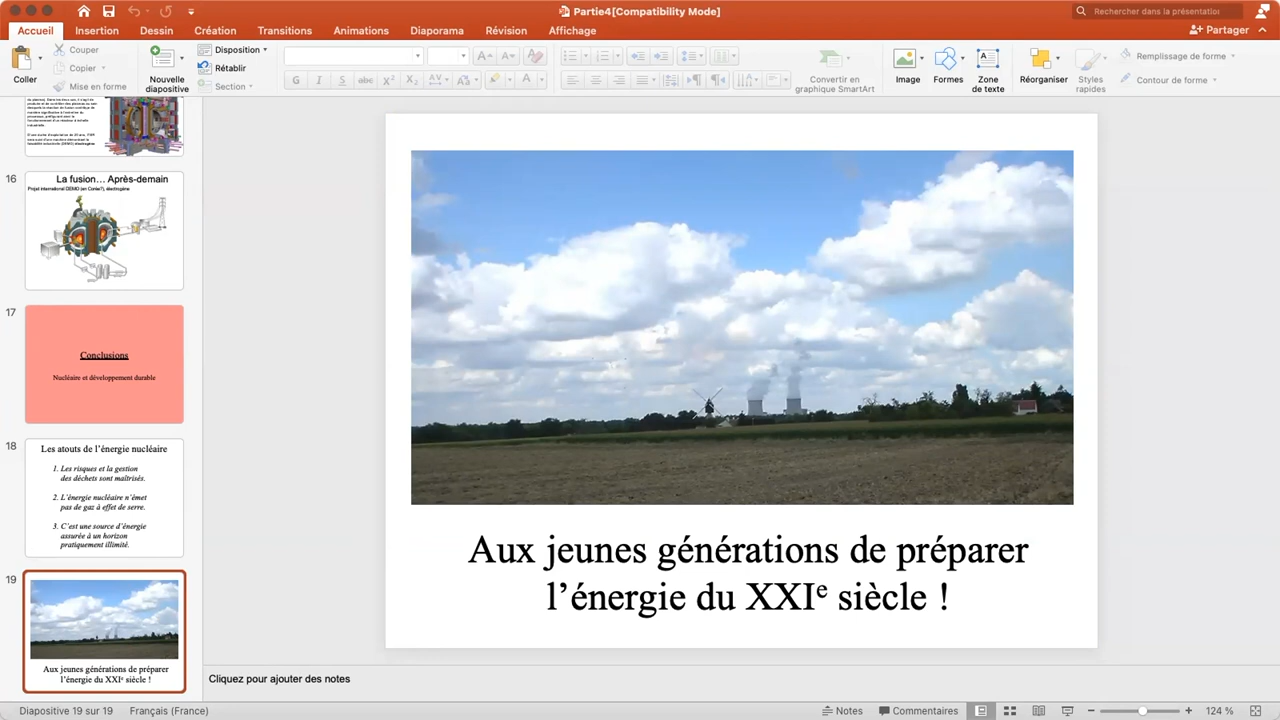 Partie4[Compatibility Mode]
Rechercher dans la présentation
Accueil Insertion Dessin Création Transitions Animations Diaporama Révision Affichage
Partager
Coller
Couper
Copier
Mise en forme
Nouvelle diapositive
Disposition
Rétablir
Section
A
G I S abc X² X₂ AV Aa A
Convertir en graphique SmartArt
Image
Formes
Zone de texte
Réorganiser
Styles rapides
Remplissage de forme
Contour de forme
16
La fusion… Après-demain
17
Conclusions
Nucléaire et développement durable
18
Les atouts de l’énergie nucléaire
1. Les risques et la gestion
des déchets sont maîtrisés.
2. L’énergie nucléaire n’émet
pas de gaz à effet de serre.
3. C’est une source d’énergie
assurée à un horizon
pratiquement illimité.
19
Aux jeunes générations de préparer
l’énergie du XXIe siècle !
Aux jeunes générations de préparer
l’énergie du XXIe siècle !
Cliquez pour ajouter des notes
Diapositive 19 sur 19 Français (France)
Notes Commentaires 124 %